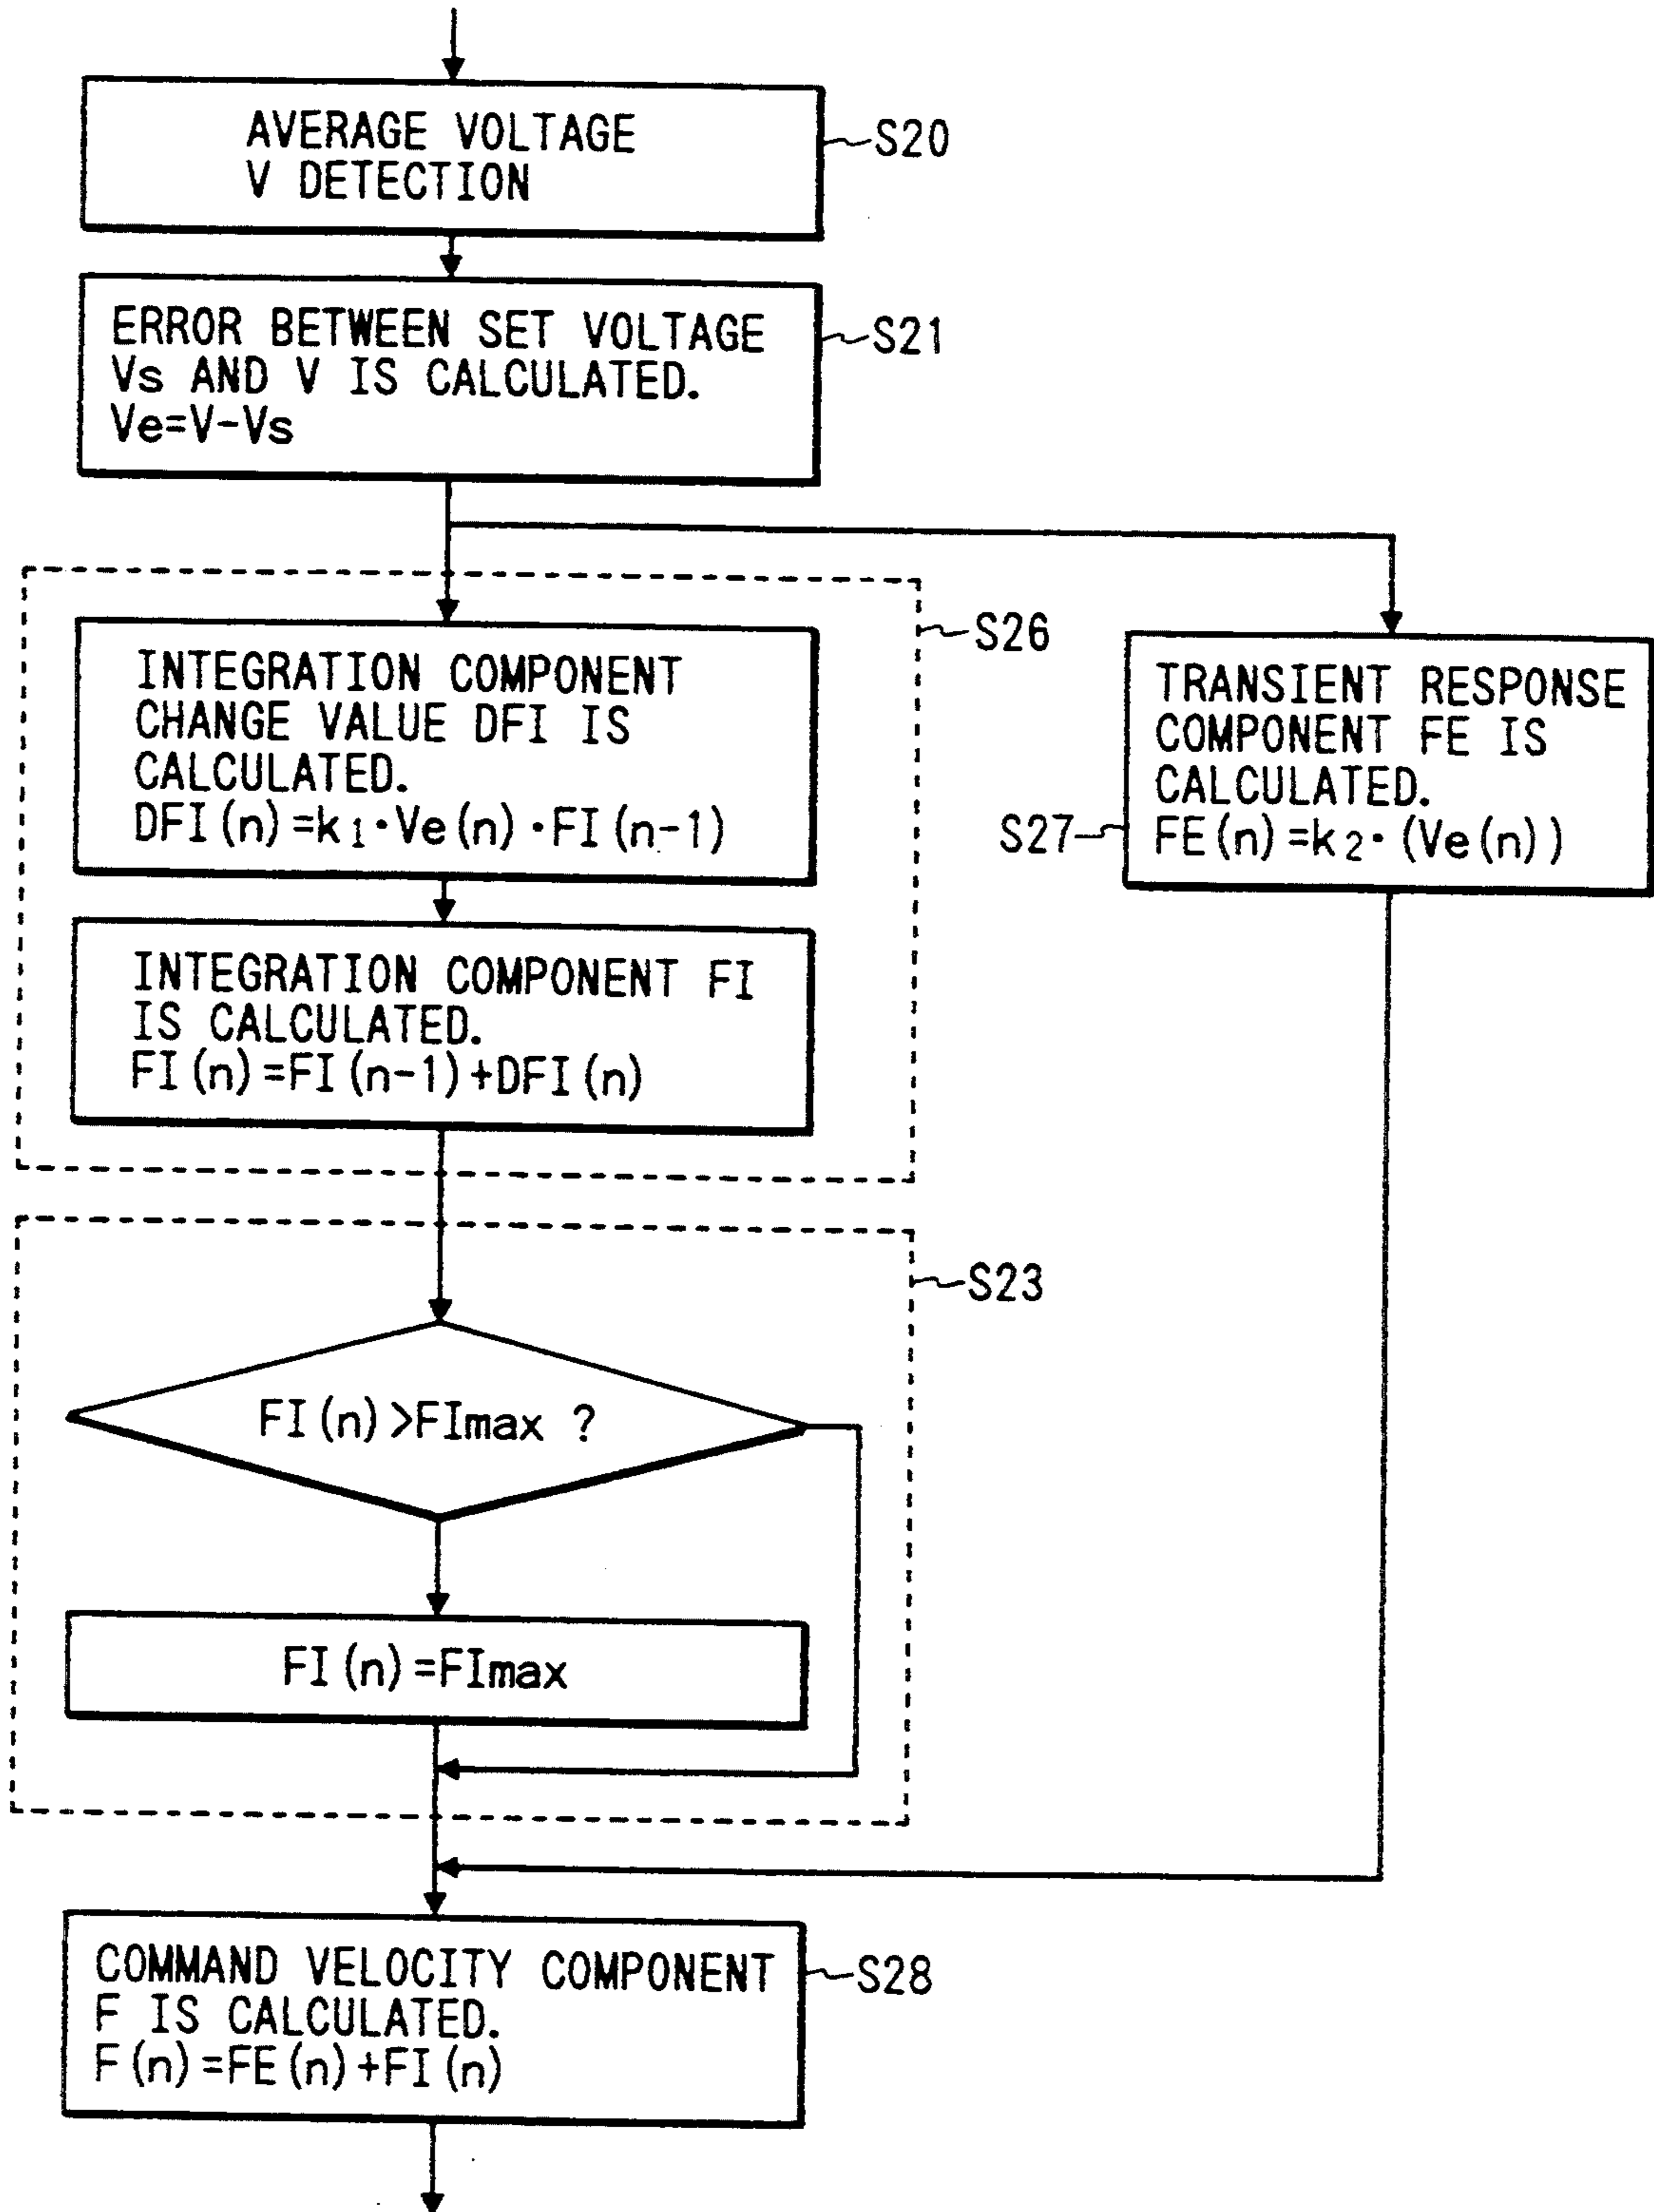 AVERAGE VOLTAGE
V DETECTION
S20
ERROR BETWEEN SET VOLTAGE
Vs AND V IS CALCULATED.
Ve=V-Vs
S21
INTEGRATION COMPONENT
CHANGE VALUE DFI IS
CALCULATED.
DFI(n)=k1·Ve(n)·FI(n-1)
S26
TRANSIENT RESPONSE
COMPONENT FE IS
CALCULATED.
FE(n)=k2·(Ve(n))
S27
INTEGRATION COMPONENT FI
IS CALCULATED.
FI(n)=FI(n-1)+DFI(n)
S23
FI(n)>FImax ?
FI(n)=FImax
COMMAND VELOCITY COMPONENT
F IS CALCULATED.
F(n)=FE(n)+FI(n)
S28